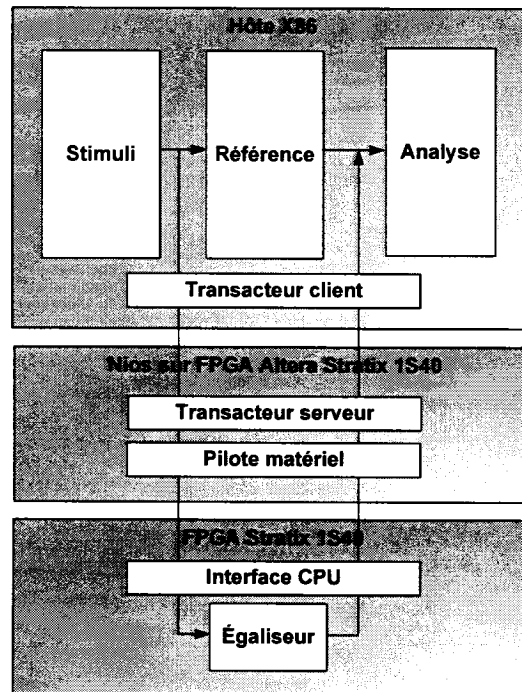 Hôte X86
Stimuli
Référence
Analyse
Transacteur client
Nios sur FPGA Altera Stratix 1S40
Transacteur serveur
Pilote matériel
FPGA Stratix 1S40
Interface CPU
Égaliseur